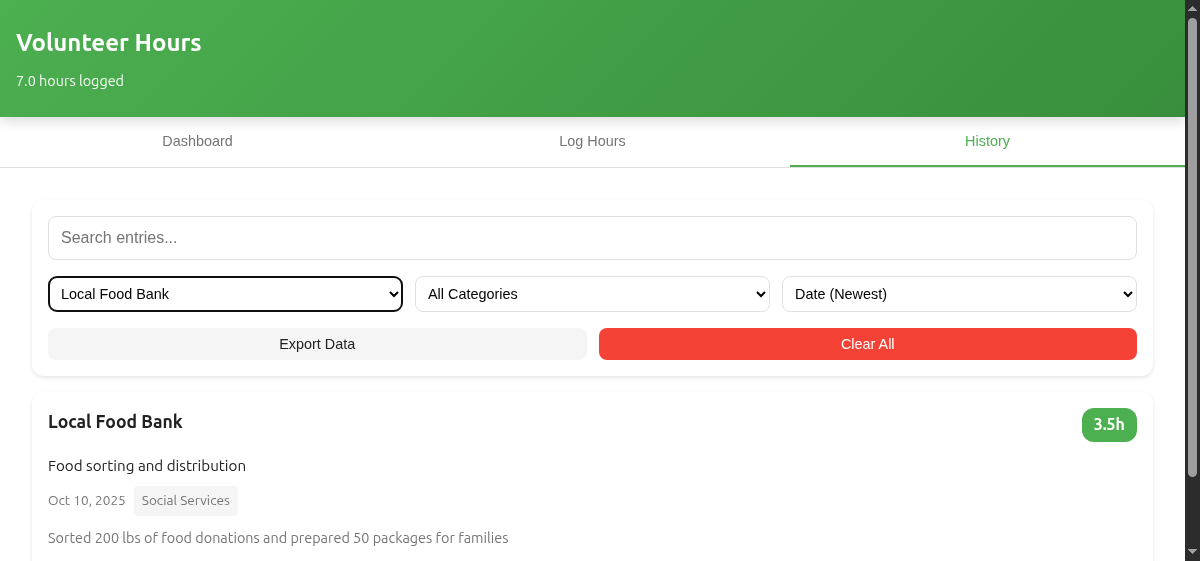 Volunteer Hours
7.0 hours logged
Dashboard Log Hours History
Search entries...
Local Food Bank All Categories Date (Newest)
Export Data Clear All
Local Food Bank 3.5h
Food sorting and distribution
Oct 10, 2025 Social Services
Sorted 200 lbs of food donations and prepared 50 packages for families